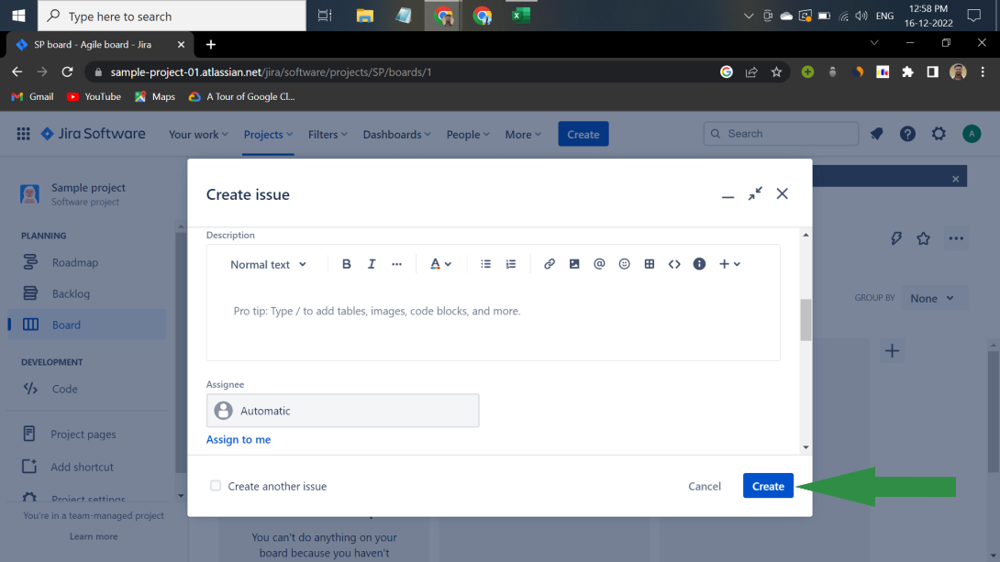 Type here to search
ENG
12:58 PM
16-12-2022
SP board - Agile board - Jira
sample-project-01.atlassian.net/jira/software/projects/SP/boards/1
Gmail
YouTube
Maps
A Tour of Google Cl...
Jira Software
Your work
Projects
Filters
Dashboards
People
More
Create
Search
A
Sample project
Software project
PLANNING
Roadmap
Backlog
Board
DEVELOPMENT
Code
Project pages
Add shortcut
Project settings
You're in a team-managed project
Learn more
GROUP BY
None
Create issue
Description
Normal text
B I
A
Pro tip: Type / to add tables, images, code blocks, and more.
Assignee
Automatic
Assign to me
Create another issue
Cancel
Create
You can't do anything on your
board because you haven't